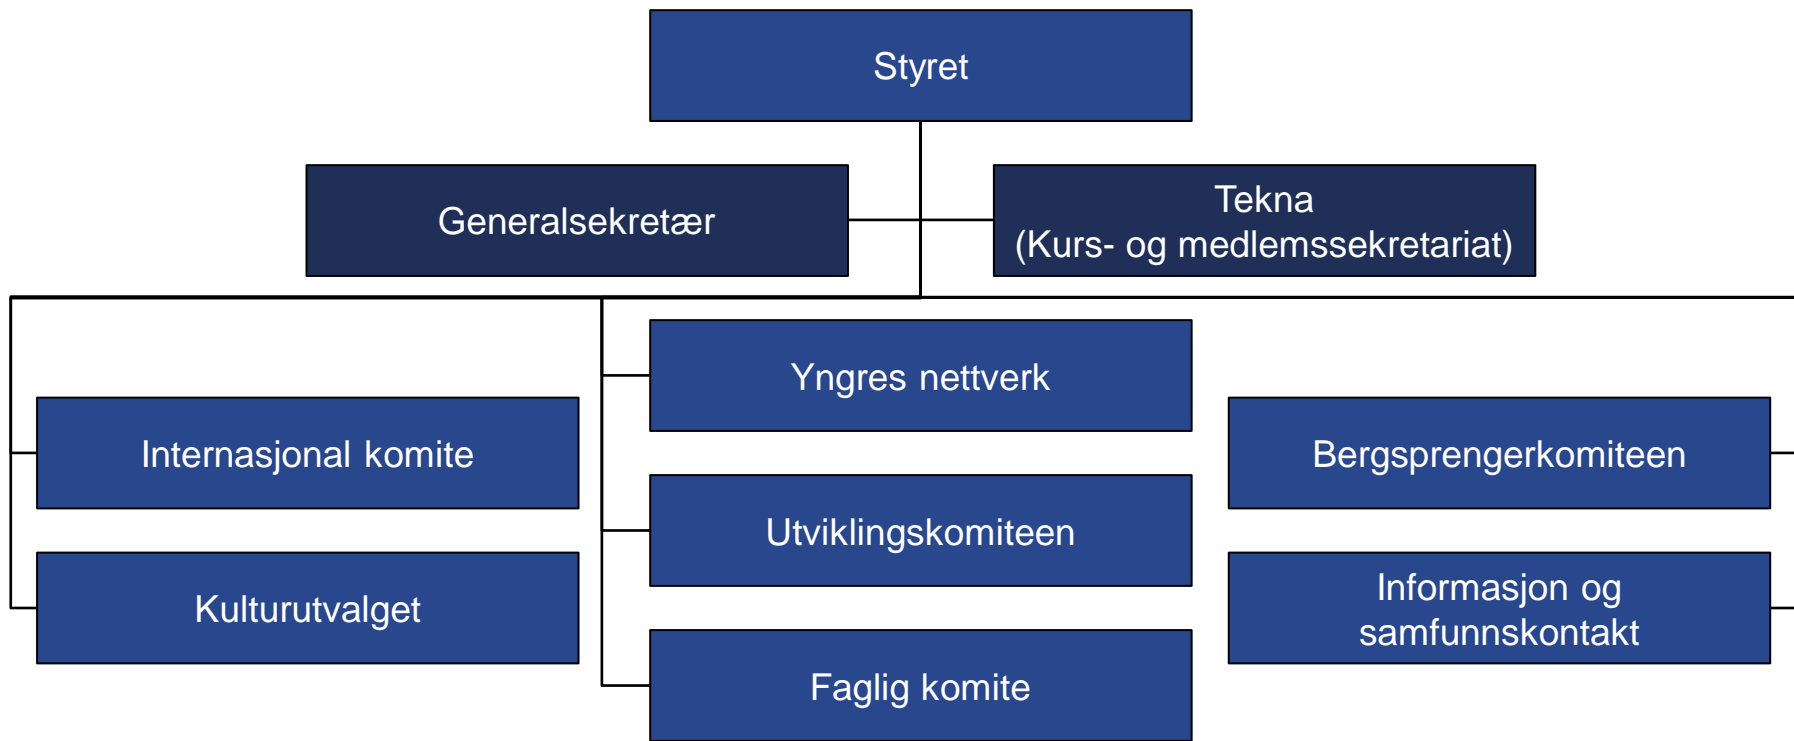 Styret
Generalsekretær
Tekna
(Kurs- og medlemssekretariat)
Yngres nettverk
Internasjonal komite
Bergsprengerkomiteen
Utviklingskomiteen
Kulturutvalget
Informasjon og
samfunnskontakt
Faglig komite